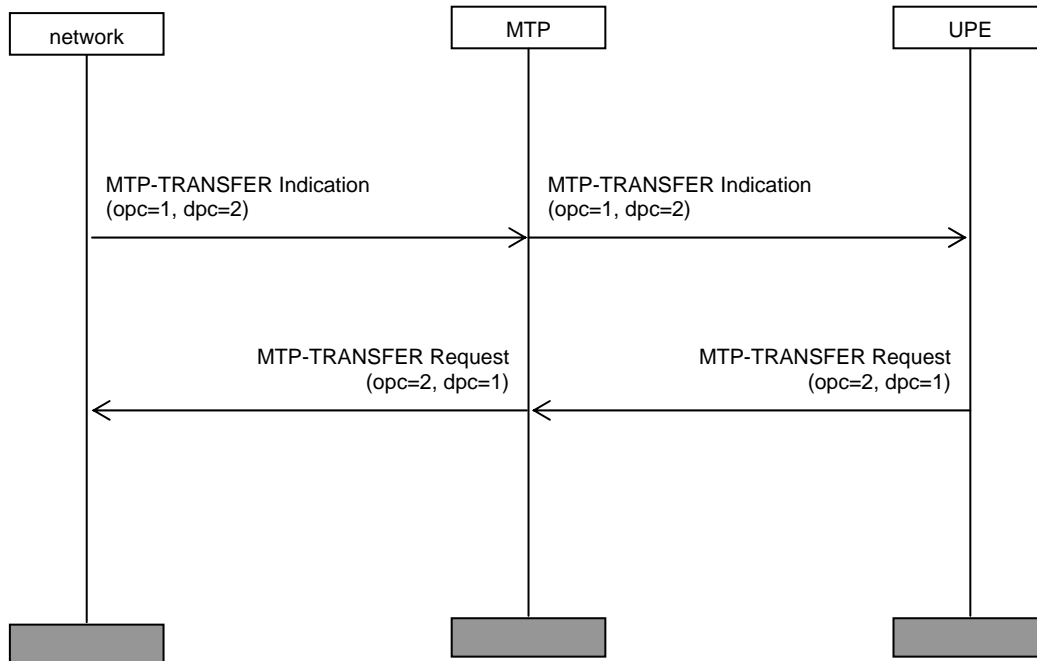 network
MTP
UPE
MTP-TRANSFER Indication
(opc=1, dpc=2)
MTP-TRANSFER Indication
(opc=1, dpc=2)
MTP-TRANSFER Request
(opc=2, dpc=1)
MTP-TRANSFER Request
(opc=2, dpc=1)